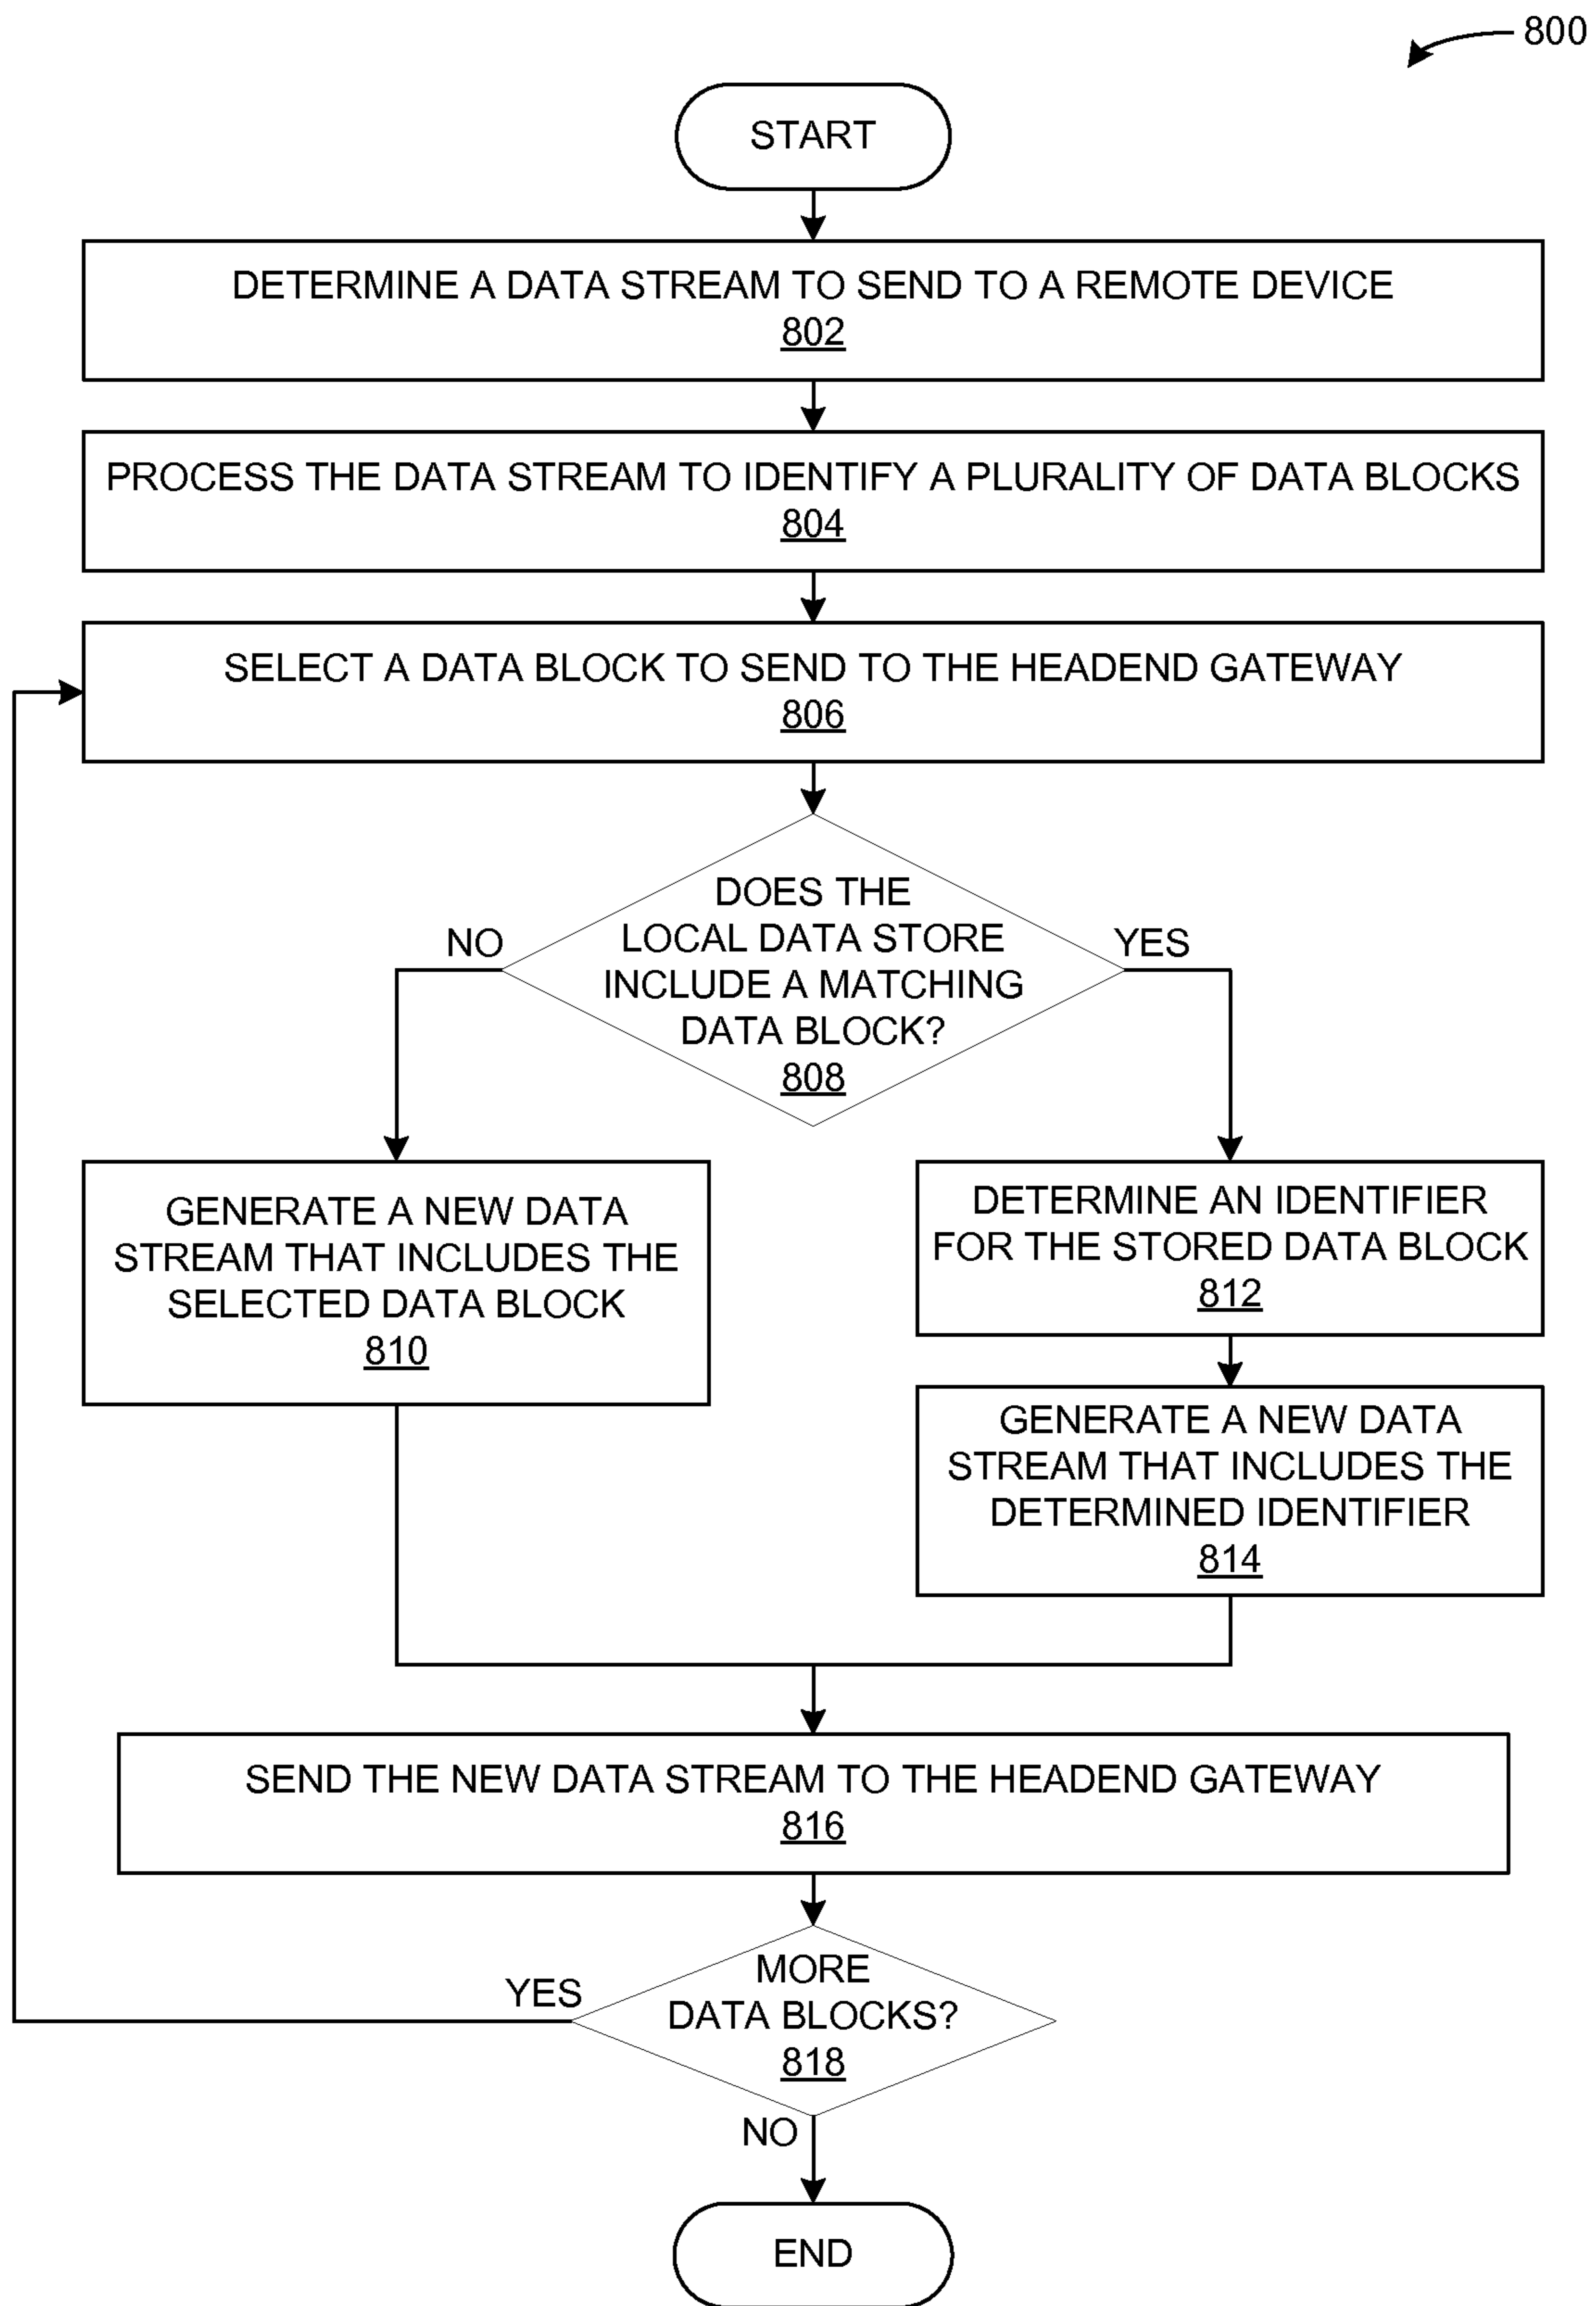 800
START
DETERMINE A DATA STREAM TO SEND TO A REMOTE DEVICE
802
PROCESS THE DATA STREAM TO IDENTIFY A PLURALITY OF DATA BLOCKS
804
SELECT A DATA BLOCK TO SEND TO THE HEADEND GATEWAY
806
DOES THE
LOCAL DATA STORE
INCLUDE A MATCHING
DATA BLOCK?
808
NO
YES
GENERATE A NEW DATA
STREAM THAT INCLUDES THE
SELECTED DATA BLOCK
810
DETERMINE AN IDENTIFIER
FOR THE STORED DATA BLOCK
812
GENERATE A NEW DATA
STREAM THAT INCLUDES THE
DETERMINED IDENTIFIER
814
SEND THE NEW DATA STREAM TO THE HEADEND GATEWAY
816
MORE
DATA BLOCKS?
818
YES
NO
END